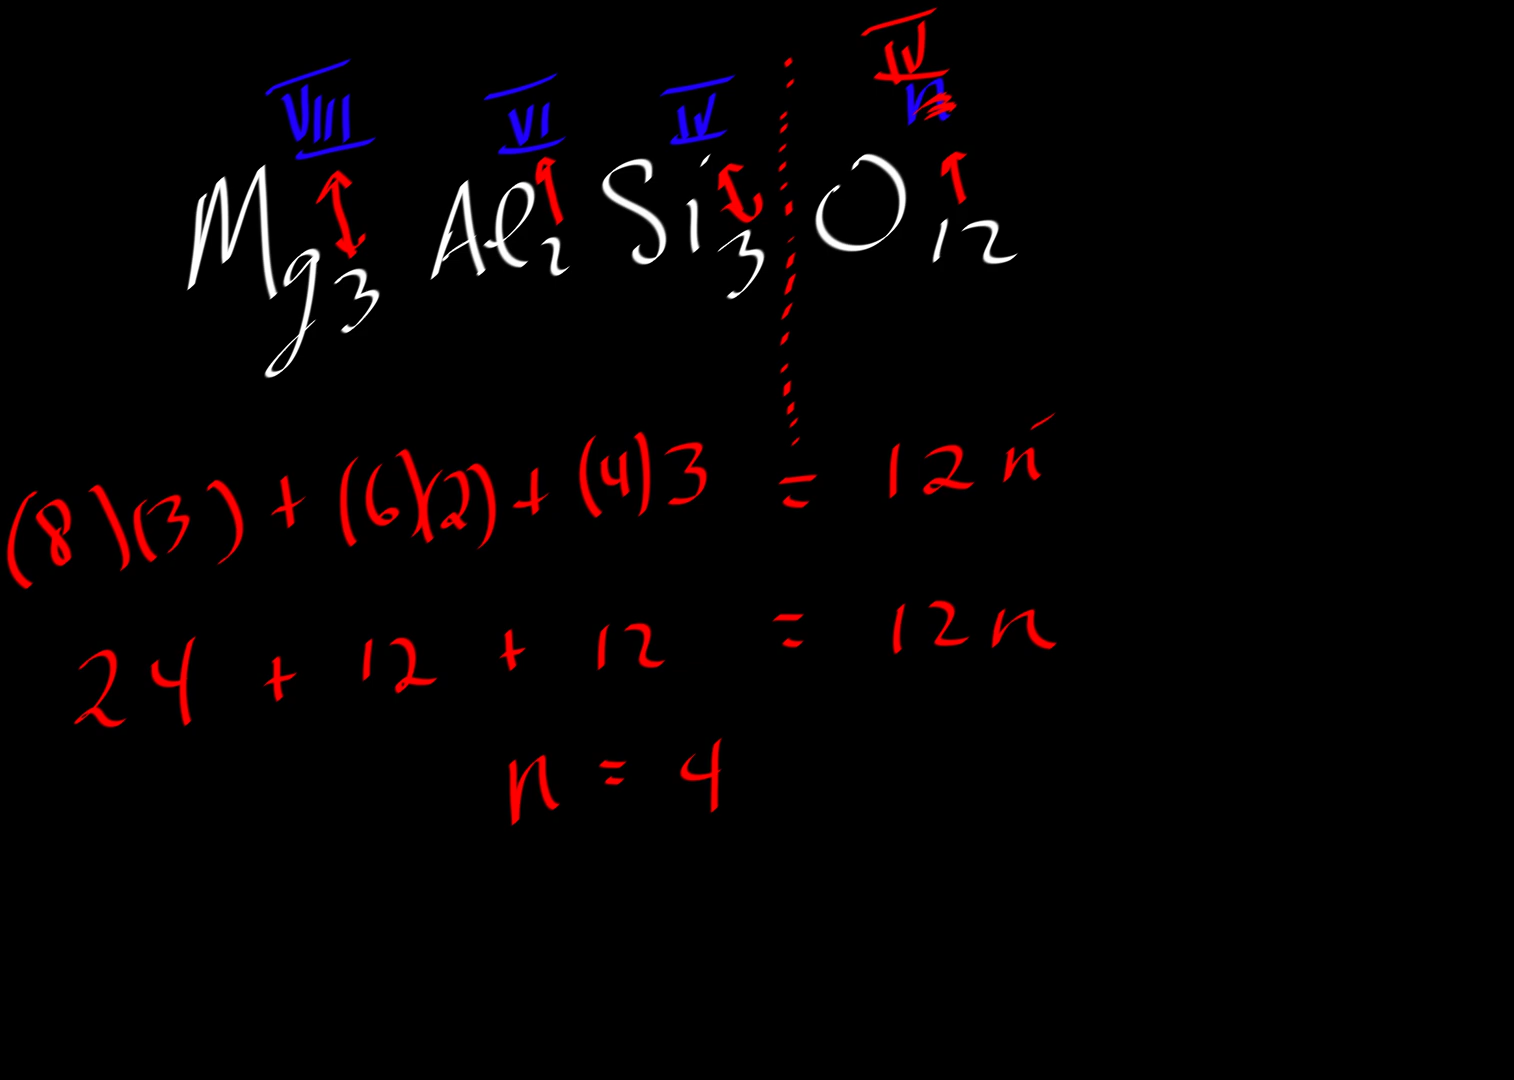 VIII VI IV IV
Mg3 Al2 Si3 O12
(8)(3) + (6)(2) + (4)3 = 12n
24 + 12 + 12 = 12n
n = 4